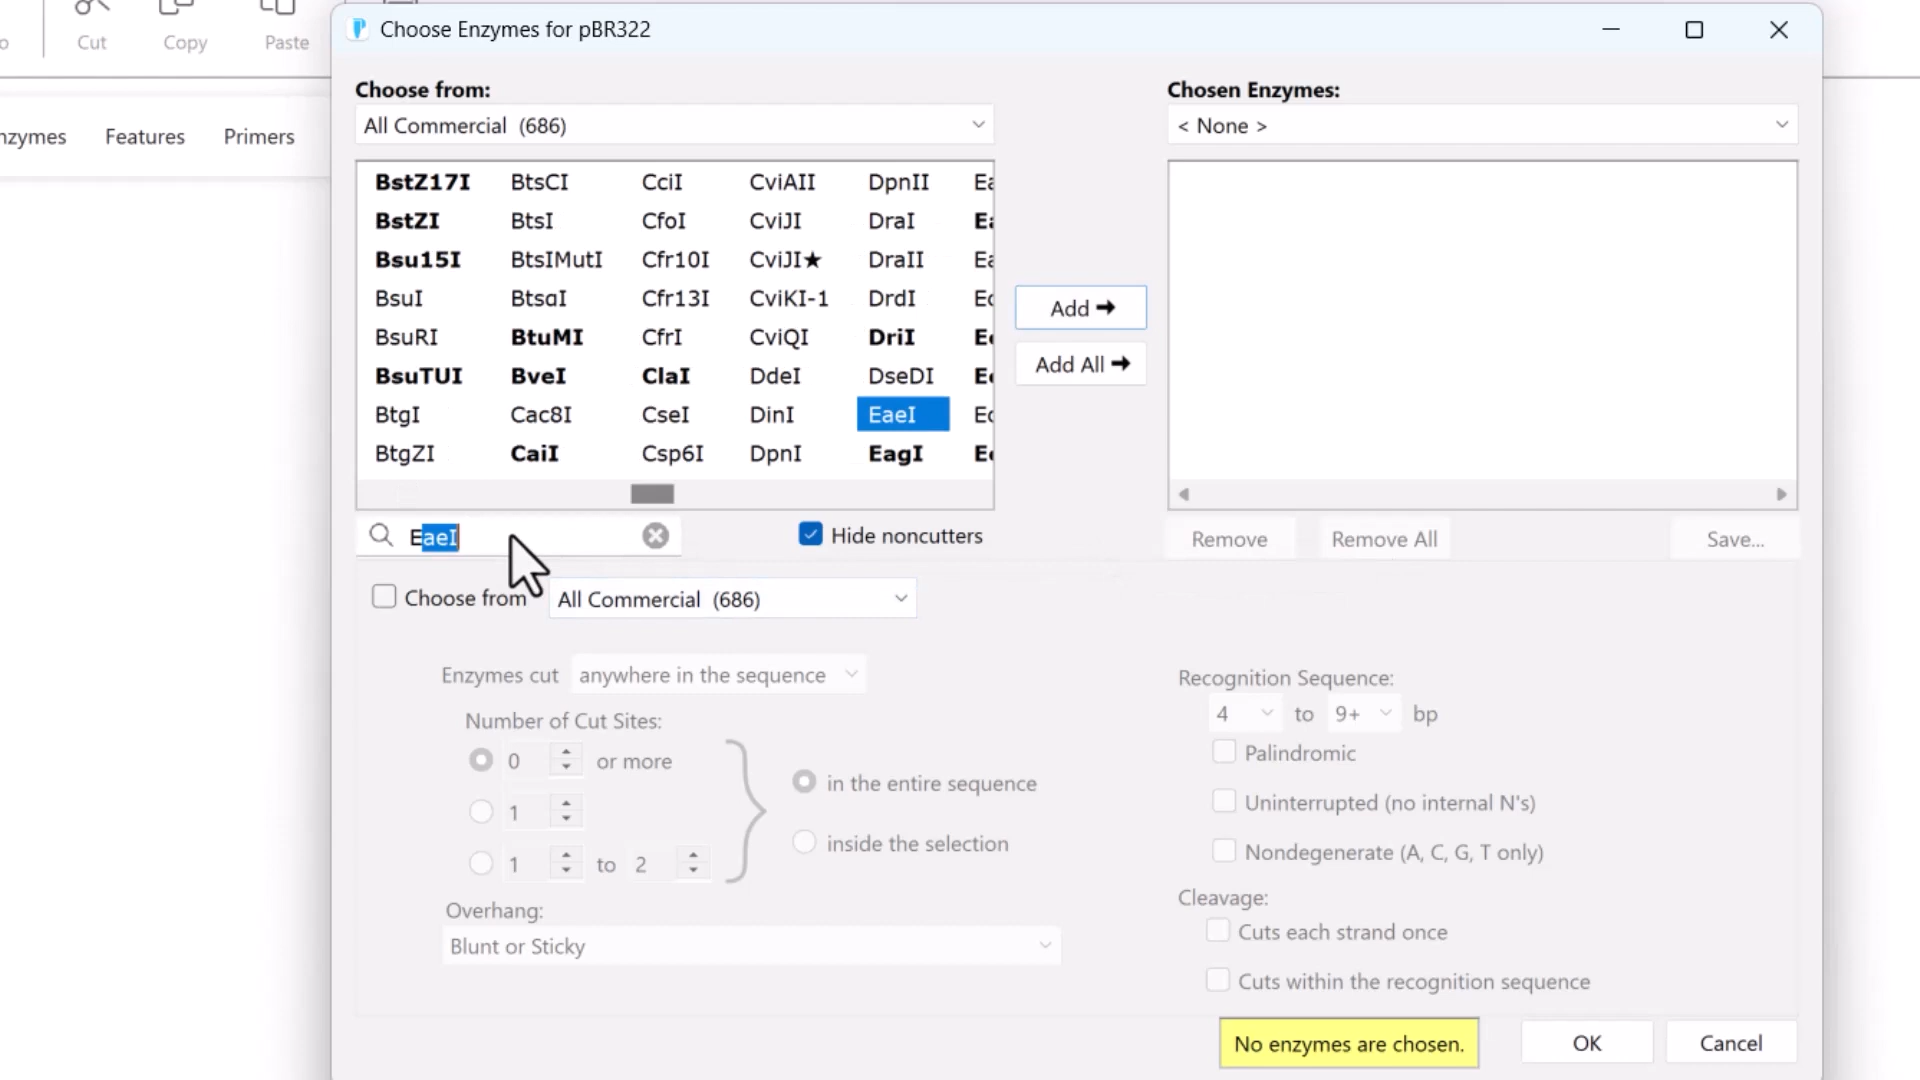 Choose Enzymes for pBR322
Cut Copy Paste
Choose from: Chosen Enzymes:
All Commercial (686) < None >
nzymes Features Primers
BstZ17I BtsCI CciI CviAII DpnII
BstZI BtsI CfoI CviJI DraI
Bsu15I BtsIMutI Cfr10I CviJI★ DraII
BsuI BtsαI Cfr13I CviKI-1 DrdI
BsuRI BtuMI CfrI CviQI DriI
BsuTUI BveI ClaI DdeI DseDI
BtgI Cac8I CseI DinI EaeI
BtgZI CaiI Csp6I DpnI EagI
Add ➜
Add All ➜
EaeI Hide noncutters Remove Remove All Save...
Choose from All Commercial (686)
Enzymes cut anywhere in the sequence
Number of Cut Sites:
0 or more
1
1 to 2
in the entire sequence
inside the selection
Overhang:
Blunt or Sticky
Recognition Sequence:
4 to 9+ bp
Palindromic
Uninterrupted (no internal N's)
Nondegenerate (A, C, G, T only)
Cleavage:
Cuts each strand once
Cuts within the recognition sequence
No enzymes are chosen. OK Cancel